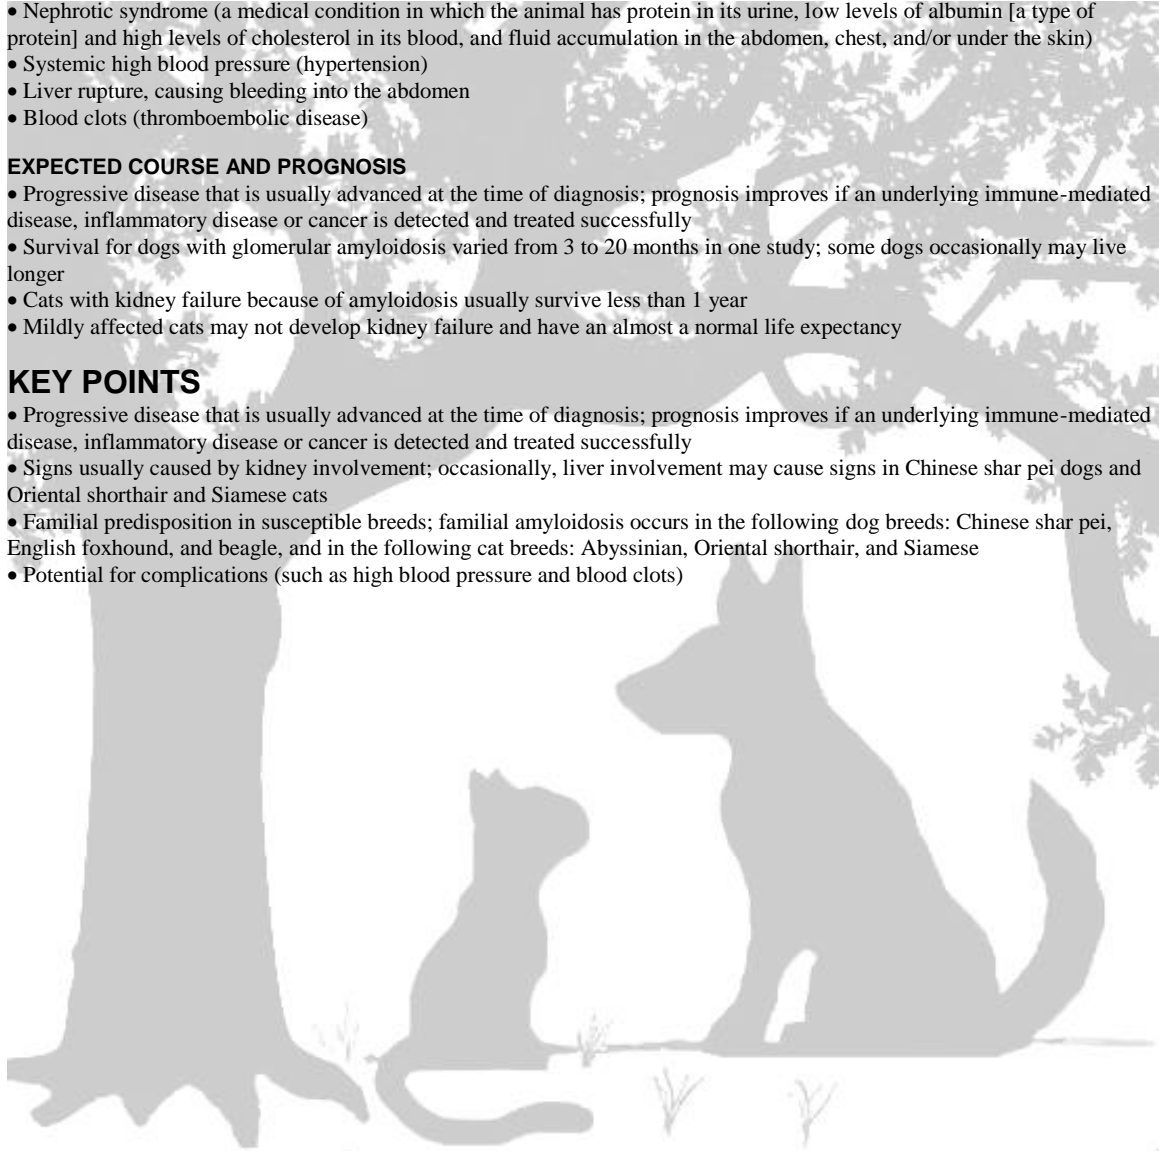 • Nephrotic syndrome (a medical condition in which the animal has protein in its urine, low levels of albumin [a type of
protein] and high levels of cholesterol in its blood, and fluid accumulation in the abdomen, chest, and/or under the skin)
• Systemic high blood pressure (hypertension)
• Liver rupture, causing bleeding into the abdomen
• Blood clots (thromboembolic disease)
EXPECTED COURSE AND PROGNOSIS
• Progressive disease that is usually advanced at the time of diagnosis; prognosis improves if an underlying immune-mediated
disease, inflammatory disease or cancer is detected and treated successfully
• Survival for dogs with glomerular amyloidosis varied from 3 to 20 months in one study; some dogs occasionally may live
longer
• Cats with kidney failure because of amyloidosis usually survive less than 1 year
• Mildly affected cats may not develop kidney failure and have an almost a normal life expectancy
KEY POINTS
• Progressive disease that is usually advanced at the time of diagnosis; prognosis improves if an underlying immune-mediated
disease, inflammatory disease or cancer is detected and treated successfully
• Signs usually caused by kidney involvement; occasionally, liver involvement may cause signs in Chinese shar pei dogs and
Oriental shorthair and Siamese cats
• Familial predisposition in susceptible breeds; familial amyloidosis occurs in the following dog breeds: Chinese shar pei,
English foxhound, and beagle, and in the following cat breeds: Abyssinian, Oriental shorthair, and Siamese
• Potential for complications (such as high blood pressure and blood clots)